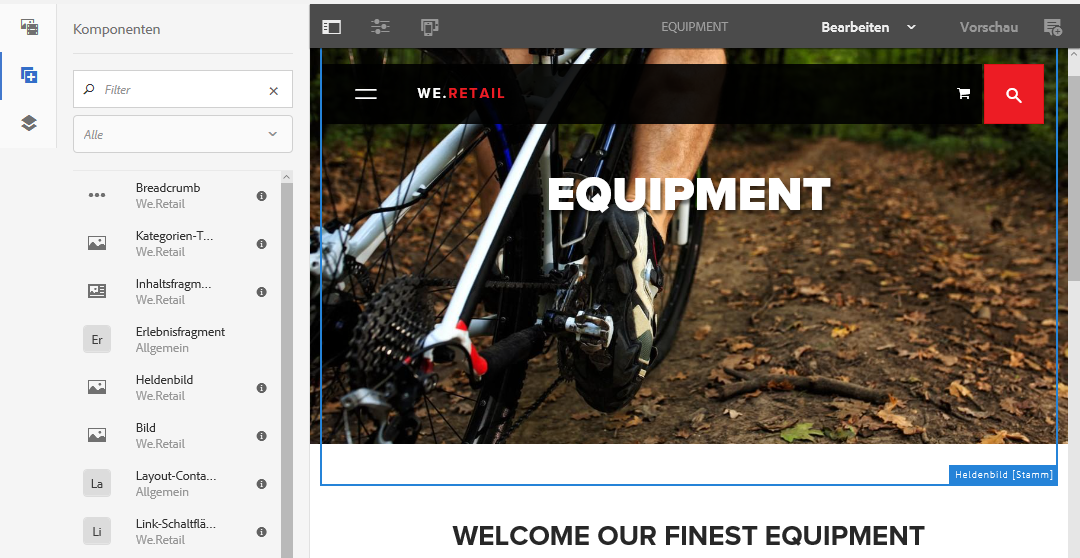 Komponenten
Filter
Alle
Breadcrumb
We.Retail
Kategorien-T...
We.Retail
Inhaltsfragm...
We.Retail
Er
Erlebnisfragment
Allgemein
Heldenbild
We.Retail
Bild
We.Retail
La
Layout-Conta...
Allgemein
Li
Link-Schaltflä...
We.Retail
EQUIPMENT
Bearbeiten
Vorschau
WE.RETAIL
EQUIPMENT
Heldenbild [Stamm]
WELCOME OUR FINEST EQUIPMENT